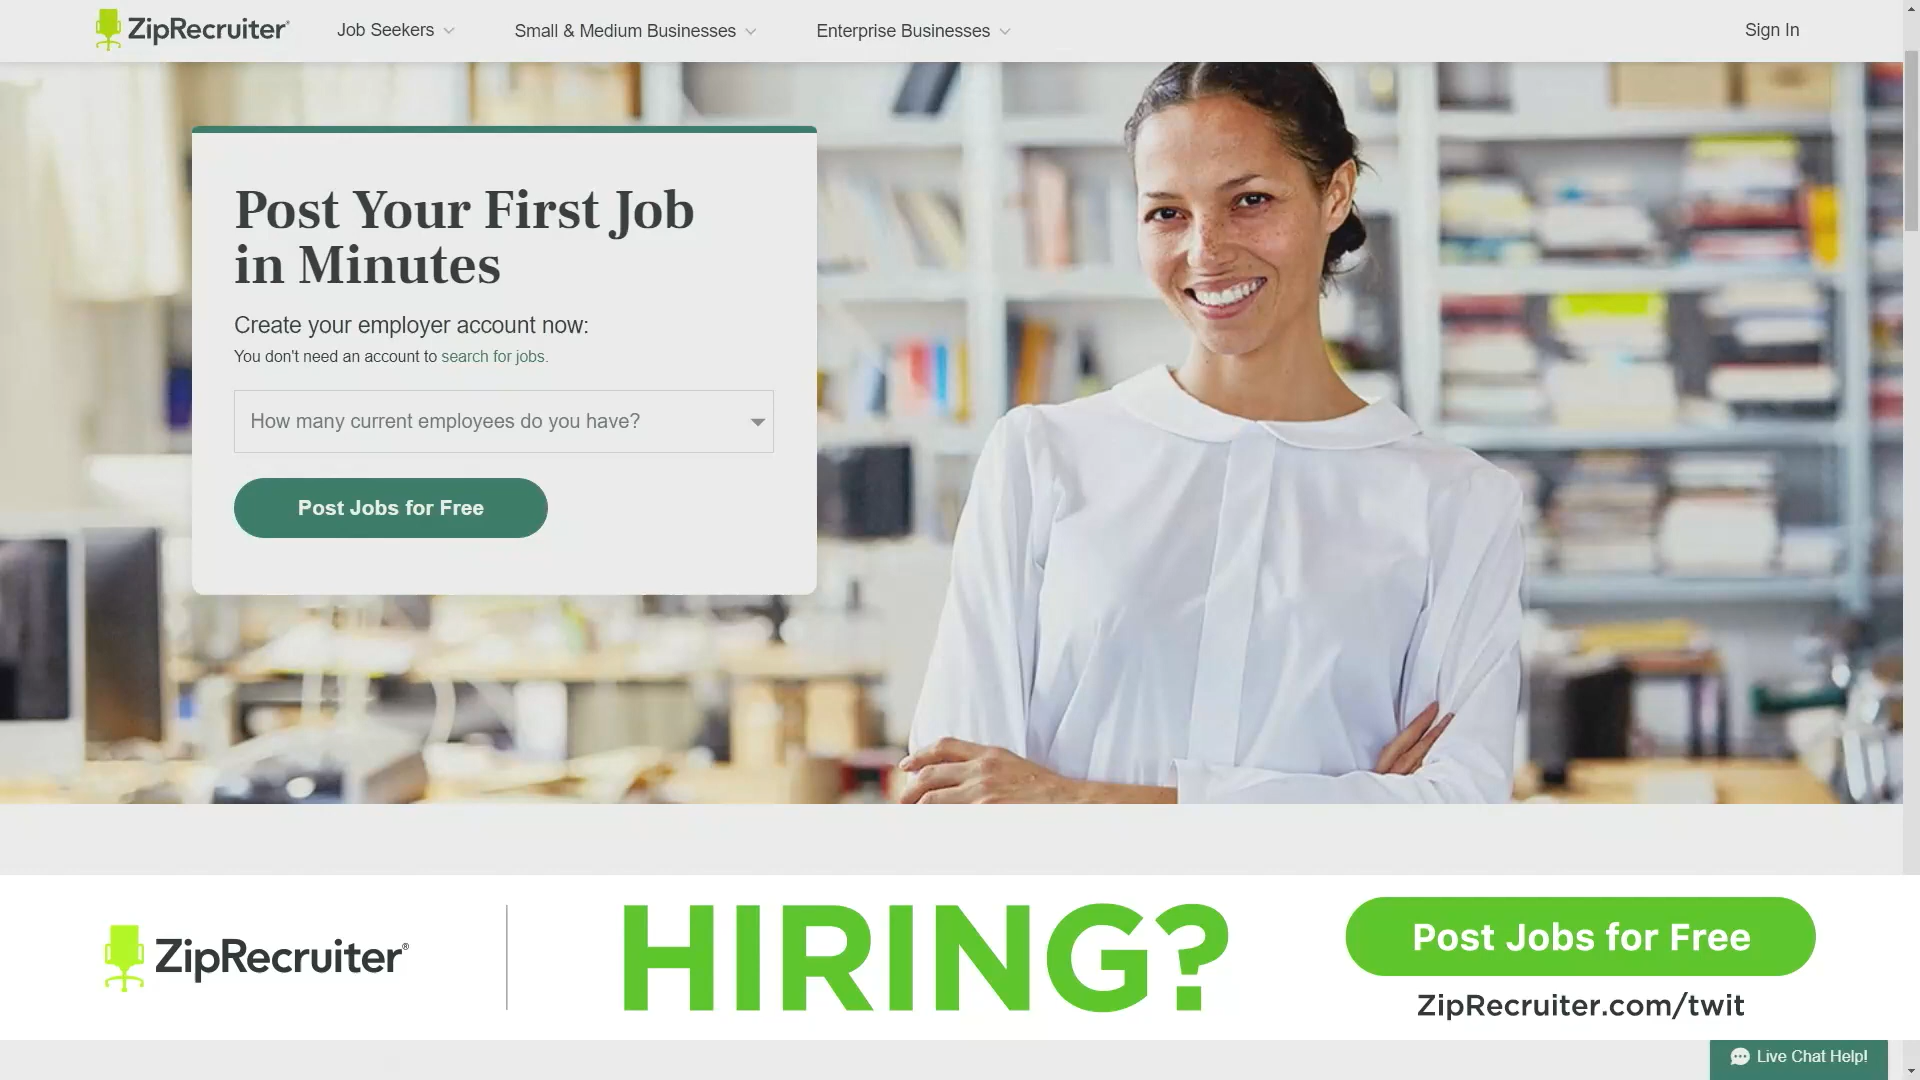 ZipRecruiter®
Job Seekers
Small & Medium Businesses
Enterprise Businesses
Sign In
Post Your First Job
in Minutes
Create your employer account now:
You don't need an account to search for jobs.
How many current employees do you have?
Post Jobs for Free
ZipRecruiter®
HIRING?
Post Jobs for Free
ZipRecruiter.com/twit
Live Chat Help!